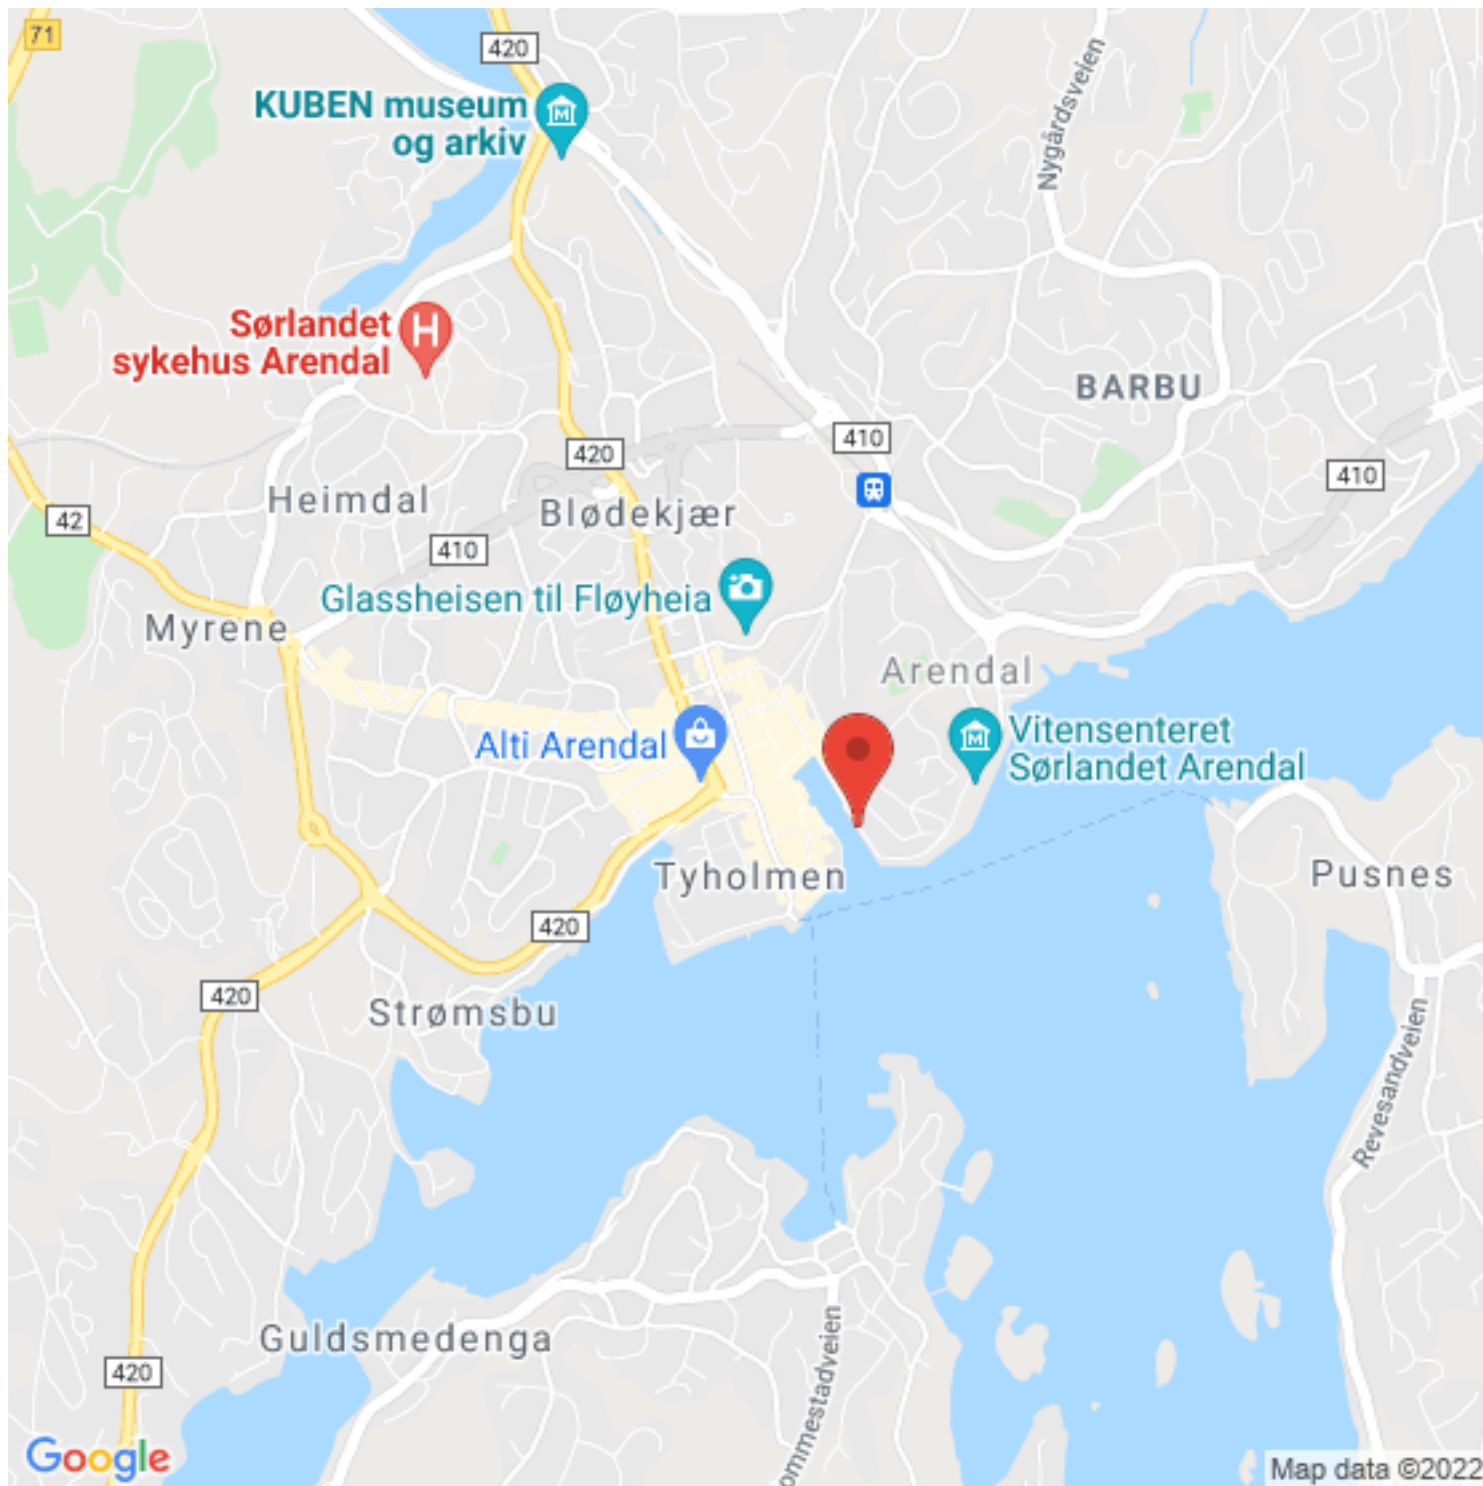 71
420
KUBEN museum
og arkiv
Nygårdsveien
Sørlandet
sykehus Arendal
BARBU
410
420
410
Heimdal
42
Blødekjær
410
Glassheisen til Fløyheia
Myrene
Arendal
Alti Arendal
Vitensenteret
Sørlandet Arendal
Tyholmen
Pusnes
420
420
Strømsbu
Revesandveien
Guldsmedenga
420
ommestadveien
Google
Map data ©2022